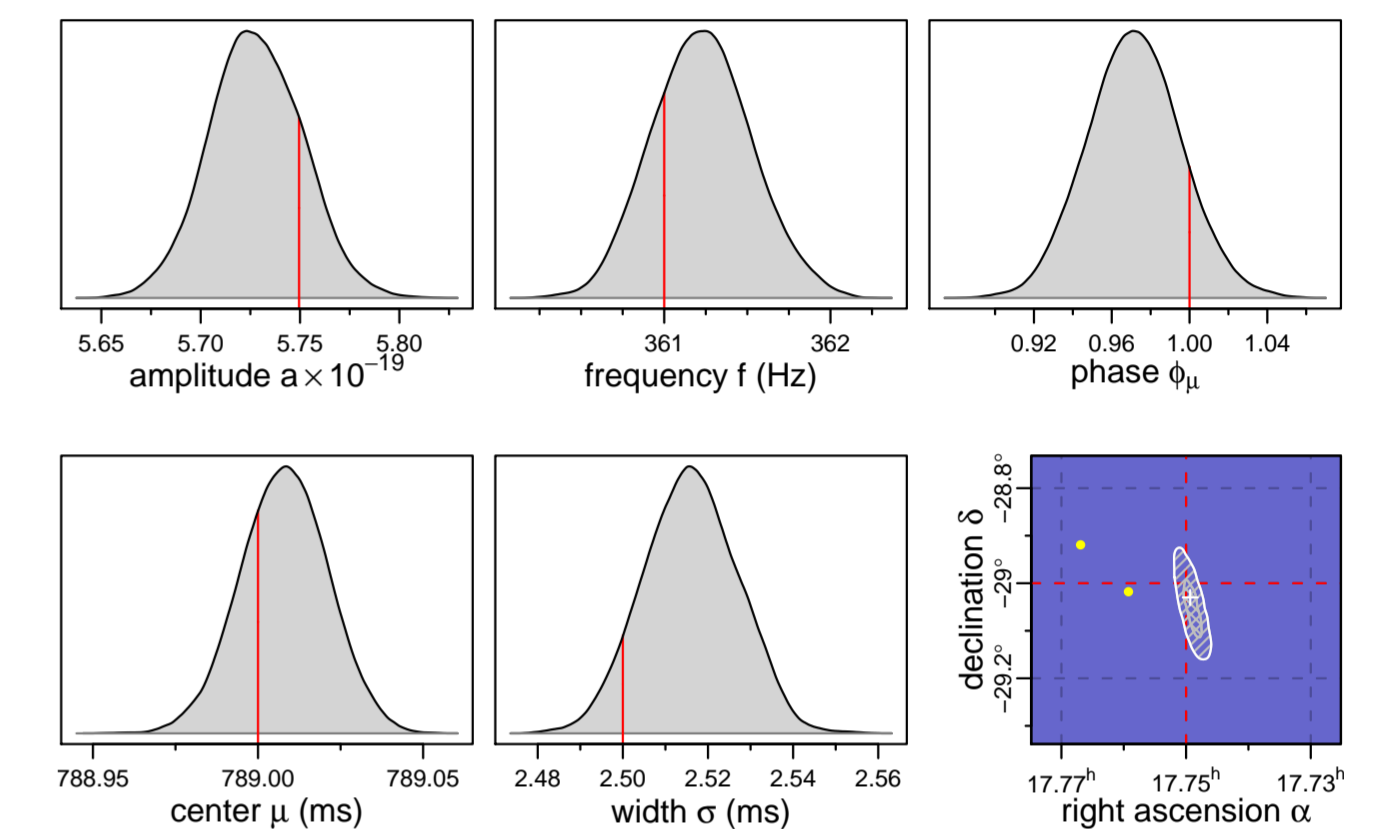 5.65 5.70 5.75 5.80
amplitude a×10⁻¹⁹
361 362
frequency f (Hz)
0.92 0.96 1.00 1.04
phase ϕμ
788.95 789.00 789.05
center μ (ms)
2.48 2.50 2.52 2.54 2.56
width σ (ms)
declination δ
−29.2° −29° −28.8°
17.77ʰ 17.75ʰ 17.73ʰ
right ascension α